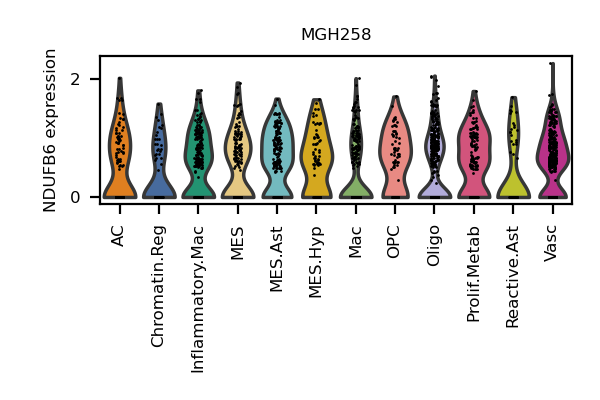 MGH258
NDUFB6 expression
2
0
AC
Chromatin.Reg
Inflammatory.Mac
MES
MES.Ast
MES.Hyp
Mac
OPC
Oligo
Prolif.Metab
Reactive.Ast
Vasc